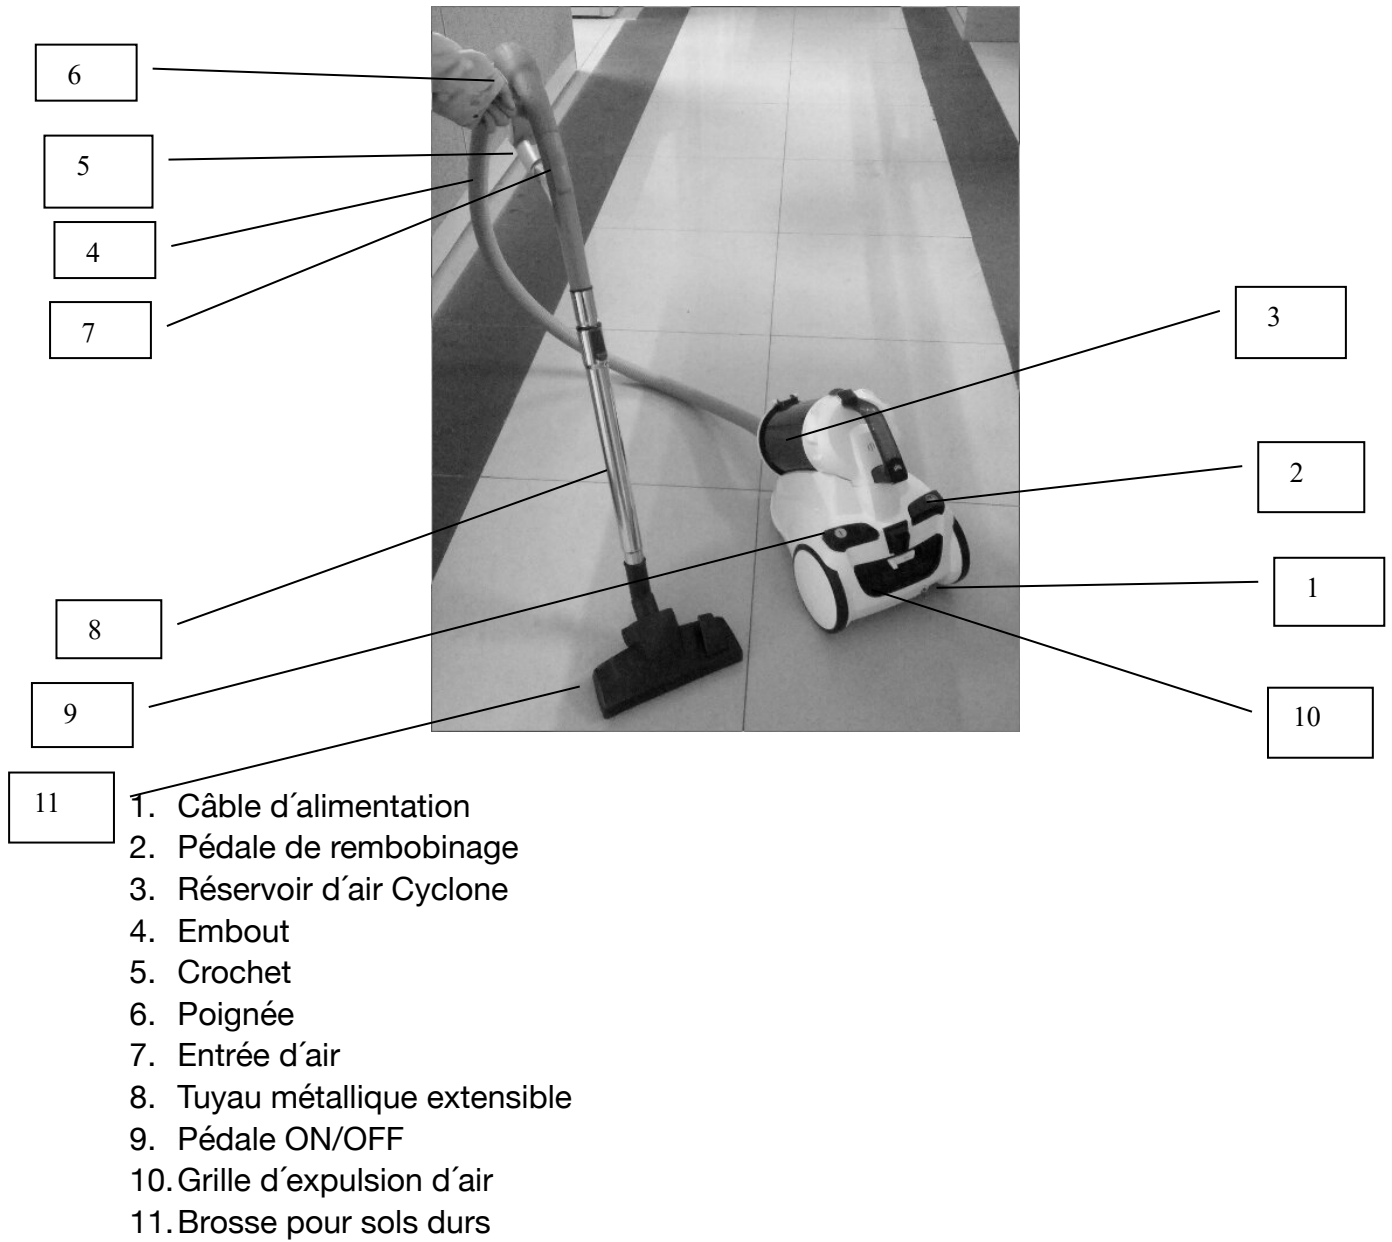 6
5
4
7
3
2
1
8
9
10
11
1. Câble d´alimentation
2. Pédale de rembobinage
3. Réservoir d´air Cyclone
4. Embout
5. Crochet
6. Poignée
7. Entrée d´air
8. Tuyau métallique extensible
9. Pédale ON/OFF
10. Grille d´expulsion d´air
11. Brosse pour sols durs